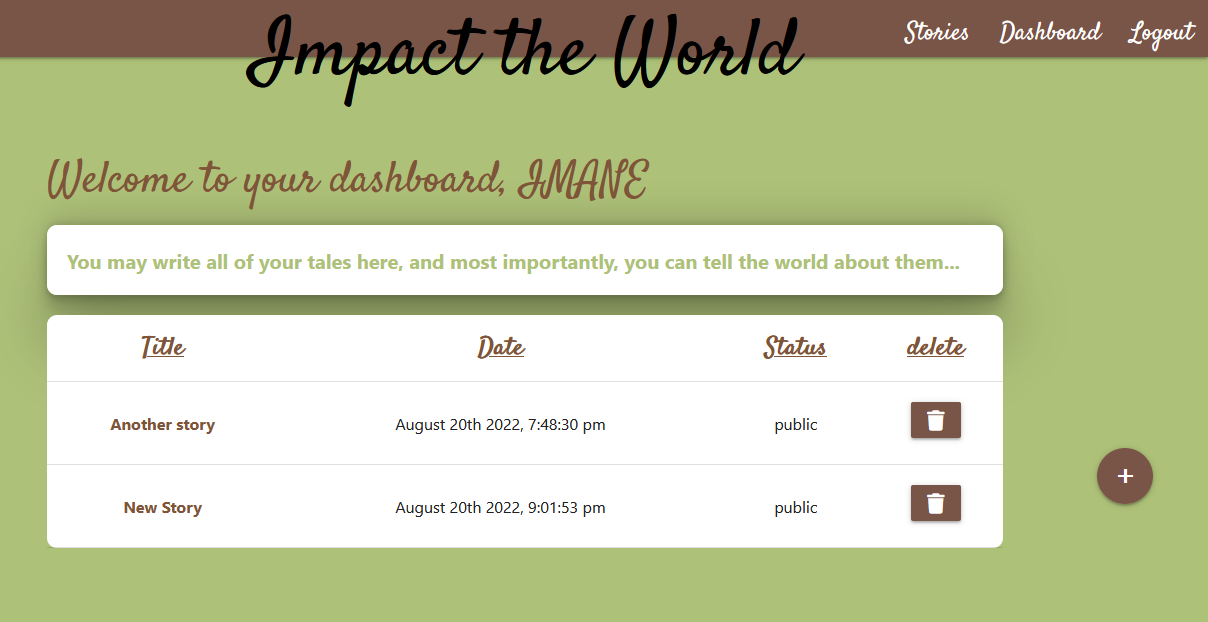 Impact the World
Stories Dashboard Logout
Welcome to your dashboard, IMANE
You may write all of your tales here, and most importantly, you can tell the world about them...
Title Date Status delete
Another story August 20th 2022, 7:48:30 pm public
New Story August 20th 2022, 9:01:53 pm public
+